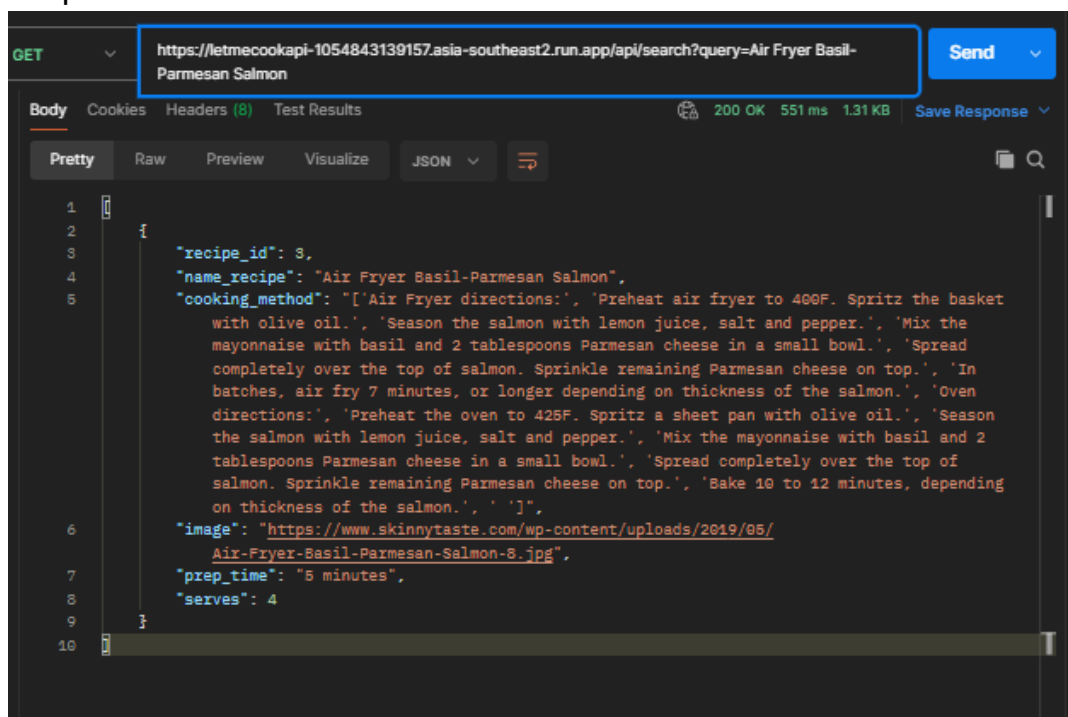 GET
https://letmecookapi-1054843139157.asia-southeast2.run.app/api/search?query=Air Fryer Basil-
Parmesan Salmon
Send
Body Cookies Headers (8) Test Results
200 OK 551 ms 1.31 KB Save Response
Pretty Raw Preview Visualize JSON
1 [
2 {
3 "recipe_id": 3,
4 "name_recipe": "Air Fryer Basil-Parmesan Salmon",
5 "cooking_method": "['Air Fryer directions:', 'Preheat air fryer to 400F. Spritz the basket
with olive oil.', 'Season the salmon with lemon juice, salt and pepper.', 'Mix the
mayonnaise with basil and 2 tablespoons Parmesan cheese in a small bowl.', 'Spread
completely over the top of salmon. Sprinkle remaining Parmesan cheese on top.', 'In
batches, air fry 7 minutes, or longer depending on thickness of the salmon.', 'Oven
directions:', 'Preheat the oven to 425F. Spritz a sheet pan with olive oil.', 'Season
the salmon with lemon juice, salt and pepper.', 'Mix the mayonnaise with basil and 2
tablespoons Parmesan cheese in a small bowl.', 'Spread completely over the top of
salmon. Sprinkle remaining Parmesan cheese on top.', 'Bake 10 to 12 minutes, depending
on thickness of the salmon.', ' ']",
6 "image": "https://www.skinnytaste.com/wp-content/uploads/2019/05/
Air-Fryer-Basil-Parmesan-Salmon-8.jpg",
7 "prep_time": "5 minutes",
8 "serves": 4
9 }
10 ]